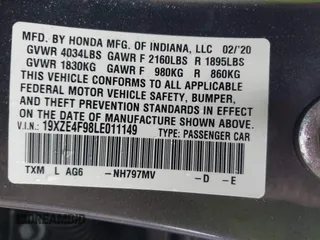 MFD. BY HONDA MFG. OF INDIANA, LLC 02/'20
GVWR 4034LBS GAWR F 2160LBS R 1895LBS
GVWR 1830KG GAWR F 980KG R 860KG
THIS VEHICLE CONFORMS TO ALL APPLICABLE
FEDERAL MOTOR VEHICLE SAFETY, BUMPER,
AND THEFT PREVENTION STANDARDS IN EFFECT
ON THE DATE OF MANUFACTURE SHOWN ABOVE.
V.I.N.: 19XZE4F98LE011149 TYPE: PASSENGER CAR
TXM L AG6 -NH797MV -D -E